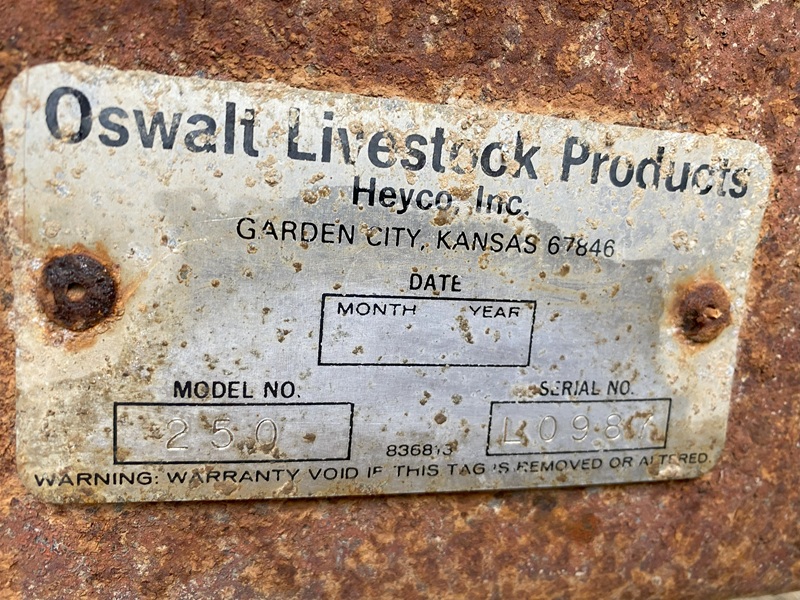 Oswalt Livestock Products
Heyco, Inc.
GARDEN CITY, KANSAS 67846
DATE
MONTH YEAR
MODEL NO. SERIAL NO.
250 L0987
836813
WARNING: WARRANTY VOID IF THIS TAG IS REMOVED OR ALTERED.